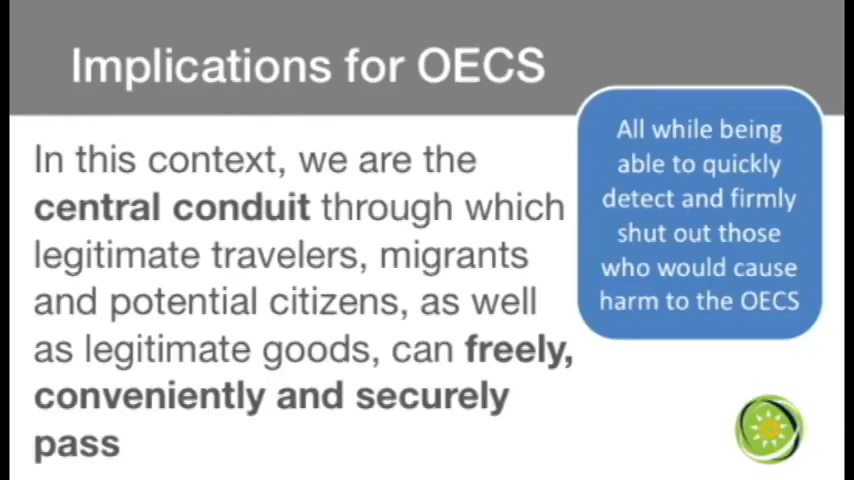 Implications for OECS
In this context, we are the
central conduit through which
legitimate travelers, migrants
and potential citizens, as well
as legitimate goods, can freely,
conveniently and securely
pass
All while being
able to quickly
detect and firmly
shut out those
who would cause
harm to the OECS